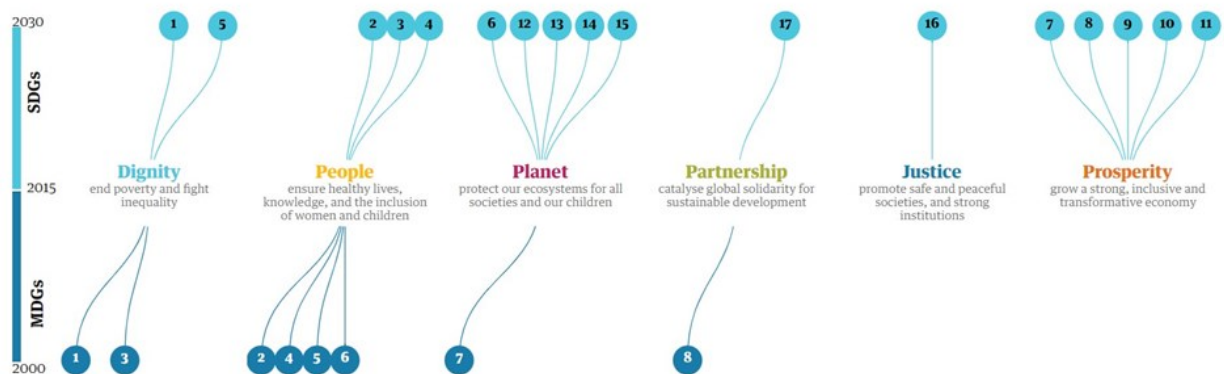 2030
SDGs
2015
MDGs
2000
1 5
2 3 4
6 12 13 14 15
17
16
7 8 9 10 11
Dignity
end poverty and fight
inequality
People
ensure healthy lives,
knowledge, and the inclusion
of women and children
Planet
protect our ecosystems for all
societies and our children
Partnership
catalyse global solidarity for
sustainable development
Justice
promote safe and peaceful
societies, and strong
institutions
Prosperity
grow a strong, inclusive and
transformative economy
1 3
2 4 5 6
7
8